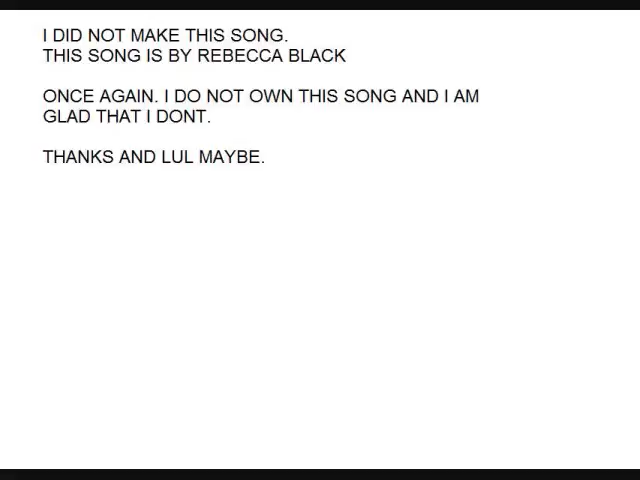 I DID NOT MAKE THIS SONG.
THIS SONG IS BY REBECCA BLACK
ONCE AGAIN. I DO NOT OWN THIS SONG AND I AM
GLAD THAT I DONT.
THANKS AND LUL MAYBE.